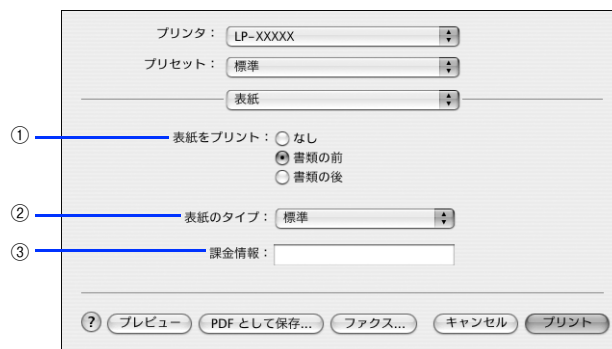 プリンタ： LP-XXXXX
プリセット： 標準
表紙
① 表紙をプリント： なし
書類の前
書類の後
② 表紙のタイプ： 標準
③ 課金情報：
? プレビュー PDF として保存... ファクス... キャンセル プリント